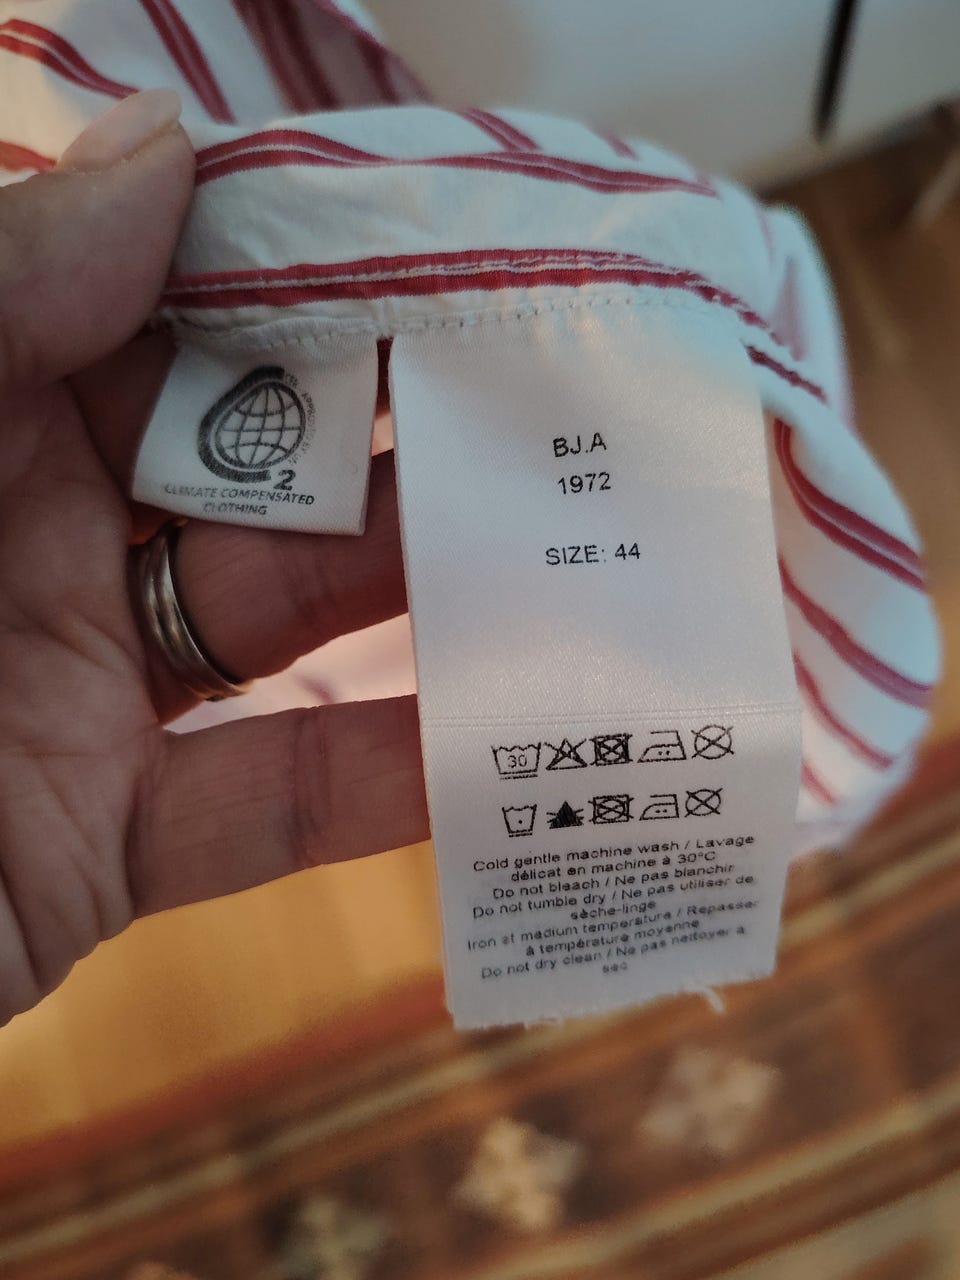 2
CLIMATE COMPENSATED
CLOTHING
BJ.A
1972
SIZE: 44
30
Cold gentle machine wash / Lavage
délicat en machine à 30°C
Do not bleach / Ne pas blanchir
Do not tumble dry / Ne pas utiliser de
sèche-linge
Iron at medium temperature / Repasser
à température moyenne
Do not dry clean / Ne pas nettoyer à
sec